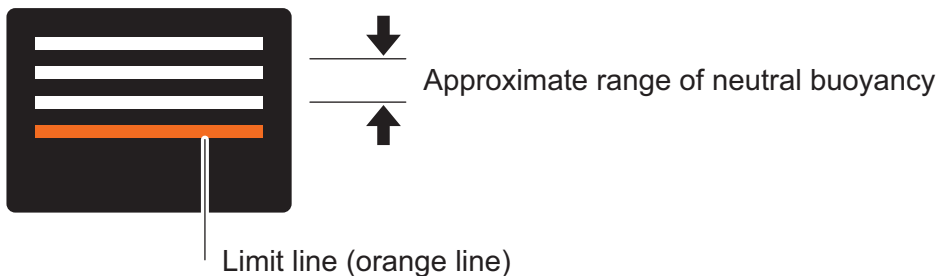 Approximate range of neutral buoyancy
Limit line (orange line)